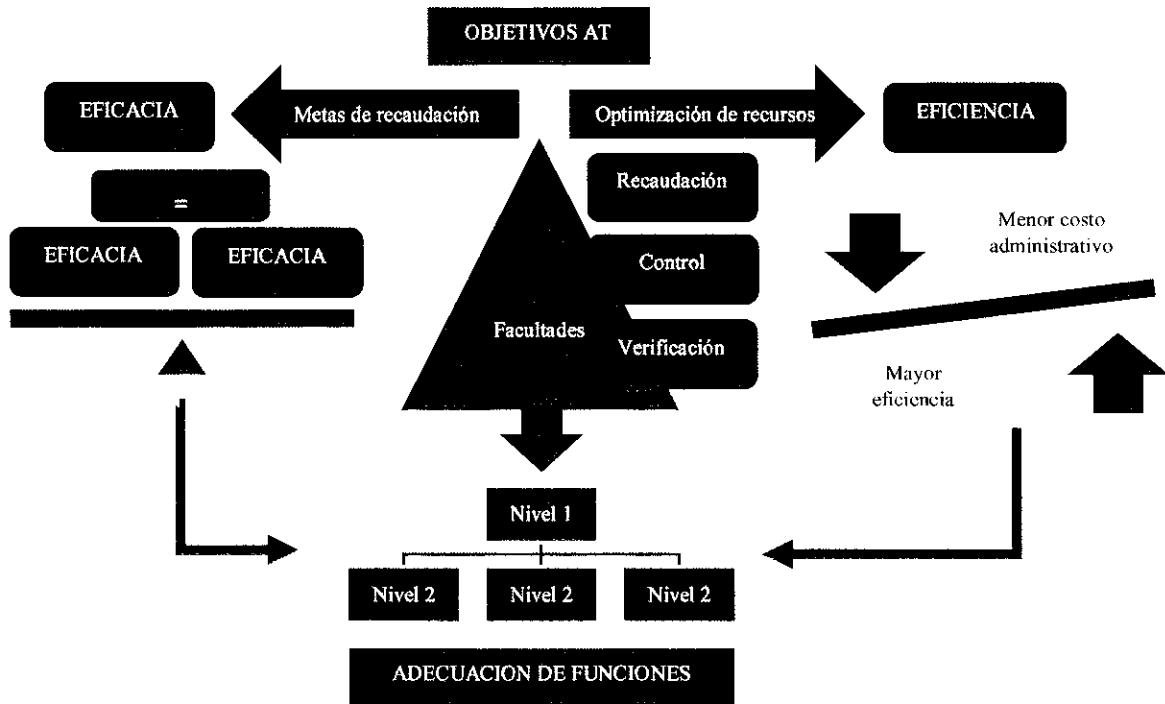 OBJETIVOS AT
EFICACIA
Metas de recaudación
Optimización de recursos
EFICIENCIA
=
EFICACIA
EFICACIA
Facultades
Recaudación
Control
Verificación
Menor costo
administrativo
Mayor
eficiencia
Nivel 1
Nivel 2
Nivel 2
Nivel 2
ADECUACION DE FUNCIONES